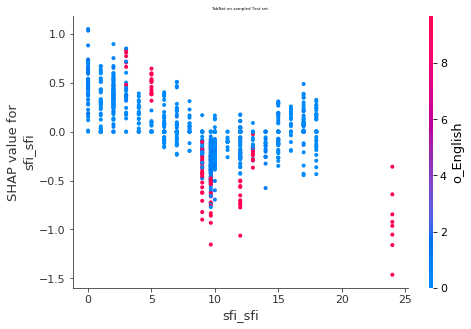 TabNet on sampled Test set
1.0
0.5
0.0
−0.5
−1.0
−1.5
SHAP value for
sfi_sfi
0 5 10 15 20 25
sfi_sfi
8
6
4
2
0
o_English